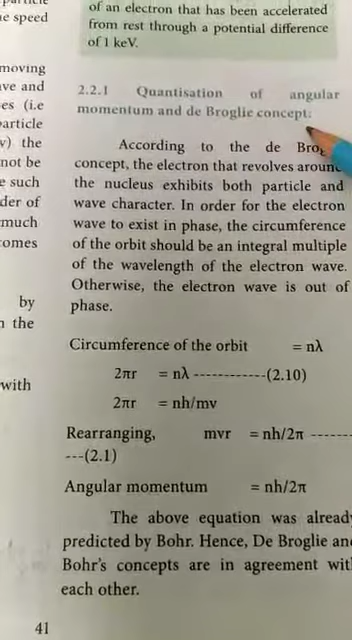 of an electron that has been accelerated
from rest through a potential difference
of 1 keV.
2.2.1 Quantisation of angular
momentum and de Broglie concept:
According to the de
concept, the electron that revolves
the nucleus exhibits both particle and
wave character. In order for the electron
wave to exist in phase, the circumference
of the orbit should be an integral multiple
of the wavelength of the electron wave.
Otherwise, the electron wave is out of
phase.
Circumference of the orbit = nλ
2πr = nλ ------------(2.10)
2πr = nh/mv
Rearranging, mvr = nh/2π -------
---(2.1)
Angular momentum = nh/2π
The above equation was already
predicted by Bohr. Hence, De Broglie and
Bohr's concepts are in agreement with
each other.
41
e speed
moving
ve and
es (i.e
particle
v) the
not be
e such
der of
much
comes
by
n the
with